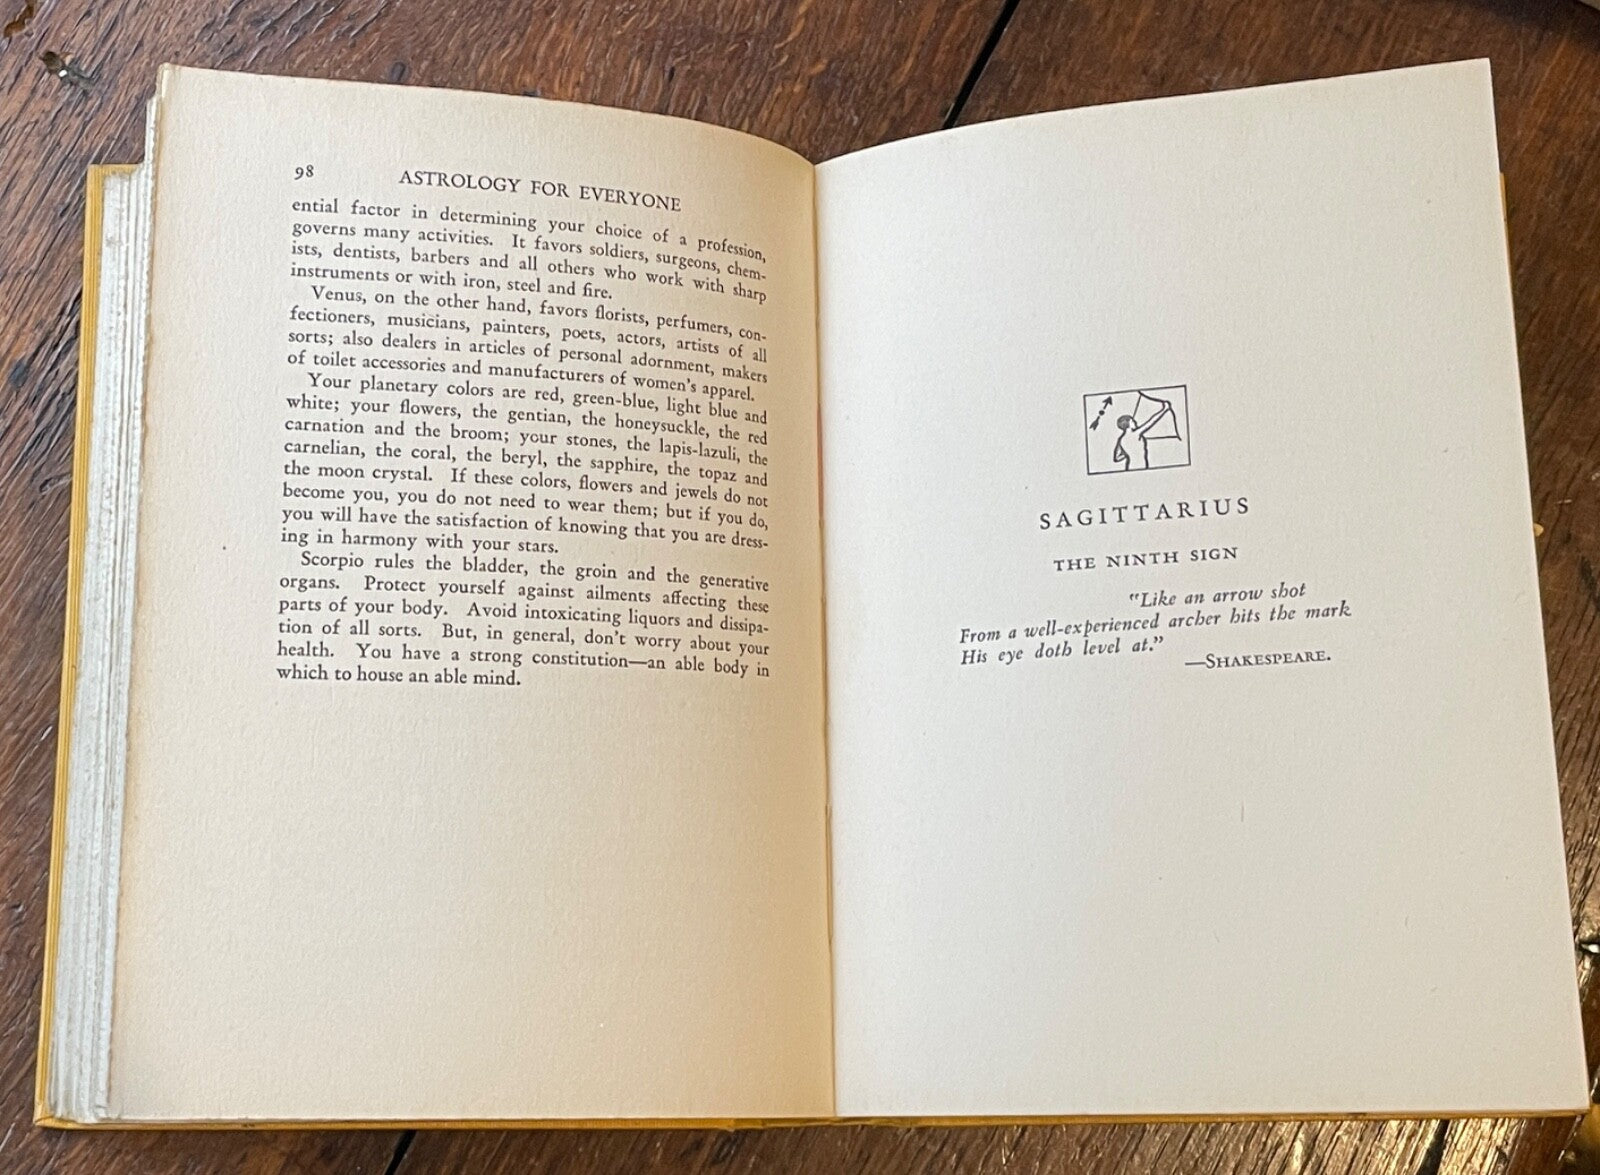 98 ASTROLOGY FOR EVERYONE
ential factor in determining your choice of a profession,
governs many activities. It favors soldiers, surgeons, chem-
ists, dentists, barbers and all others who work with sharp
instruments or with iron, steel and fire.
Venus, on the other hand, favors florists, perfumers, con-
fectioners, musicians, painters, poets, actors, artists of all
sorts; also dealers in articles of personal adornment, makers
of toilet accessories and manufacturers of women's apparel.
Your planetary colors are red, green-blue, light blue and
white; your flowers, the gentian, the honeysuckle, the red
carnation and the broom; your stones, the lapis-lazuli, the
carnelian, the coral, the beryl, the sapphire, the topaz and
the moon crystal. If these colors, flowers and jewels do not
become you, you do not need to wear them; but if you do,
you will have the satisfaction of knowing that you are dress-
ing in harmony with your stars.
Scorpio rules the bladder, the groin and the generative
organs. Protect yourself against ailments affecting these
parts of your body. Avoid intoxicating liquors and dissipa-
tion of all sorts. But, in general, don't worry about your
health. You have a strong constitution—an able body in
which to house an able mind.
SAGITTARIUS
THE NINTH SIGN
"Like an arrow shot
From a well-experienced archer hits the mark
His eye doth level at."
—SHAKESPEARE.